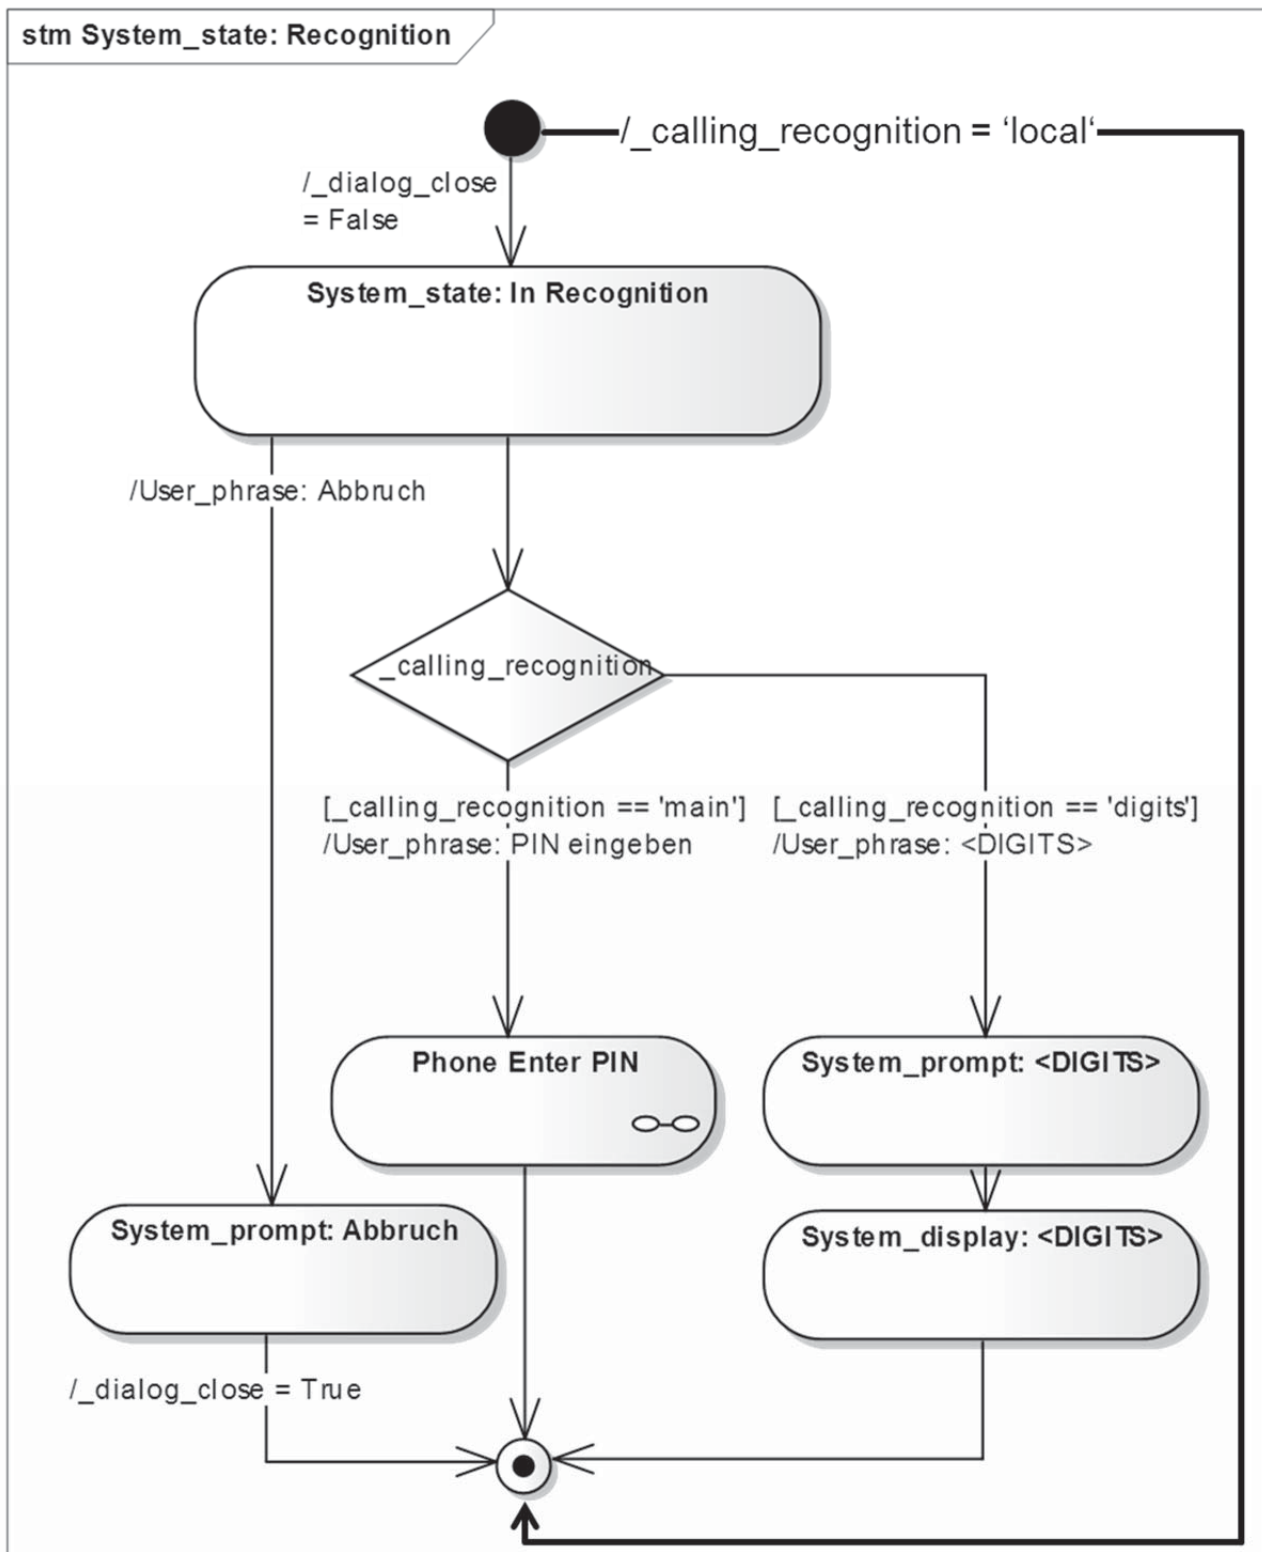 stm System_state: Recognition
/_calling_recognition = ‘local‘
/_dialog_close
= False
System_state: In Recognition
/User_phrase: Abbruch
_calling_recognition
[_calling_recognition == 'main']
/User_phrase: PIN eingeben
[_calling_recognition == 'digits']
/User_phrase: <DIGITS>
Phone Enter PIN
System_prompt: <DIGITS>
System_prompt: Abbruch
System_display: <DIGITS>
/_dialog_close = True